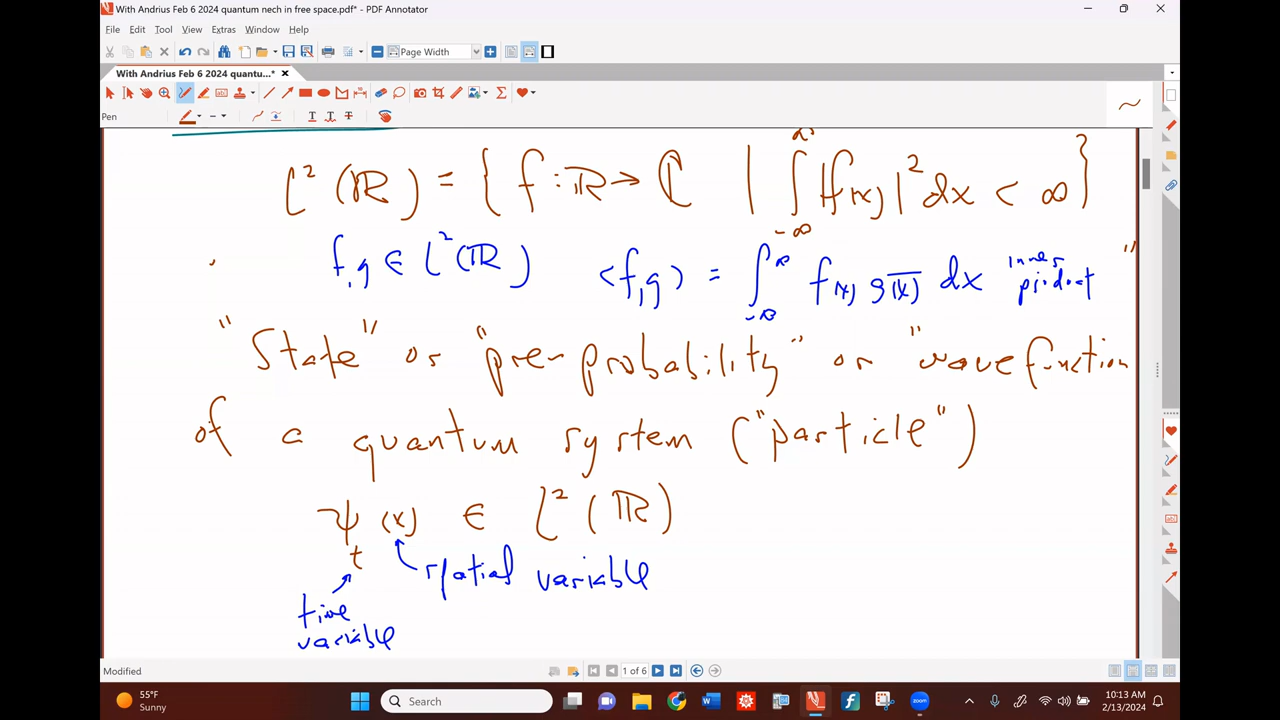 With Andrius Feb 6 2024 quantum nech in free space.pdf* - PDF Annotator
File Edit Tool View Extras Window Help
Page Width
With Andrius Feb 6 2024 quantu...*
Pen
L²(ℝ) = { f : ℝ → ℂ | ∫_{-∞}^{∞} |f(x)|² dx < ∞ }
f,g ∈ L²(ℝ) <f,g> = ∫_{-∞}^{∞} f(x) \overline{g(x)} dx inner product "
"State" or "pre-probability" or "wavefunction
of a quantum system ("particle")
ψ_t (x) ∈ L²(ℝ)
spatial variable
time
variable
Modified 1 of 6
55°F
Sunny
Search
10:13 AM
2/13/2024